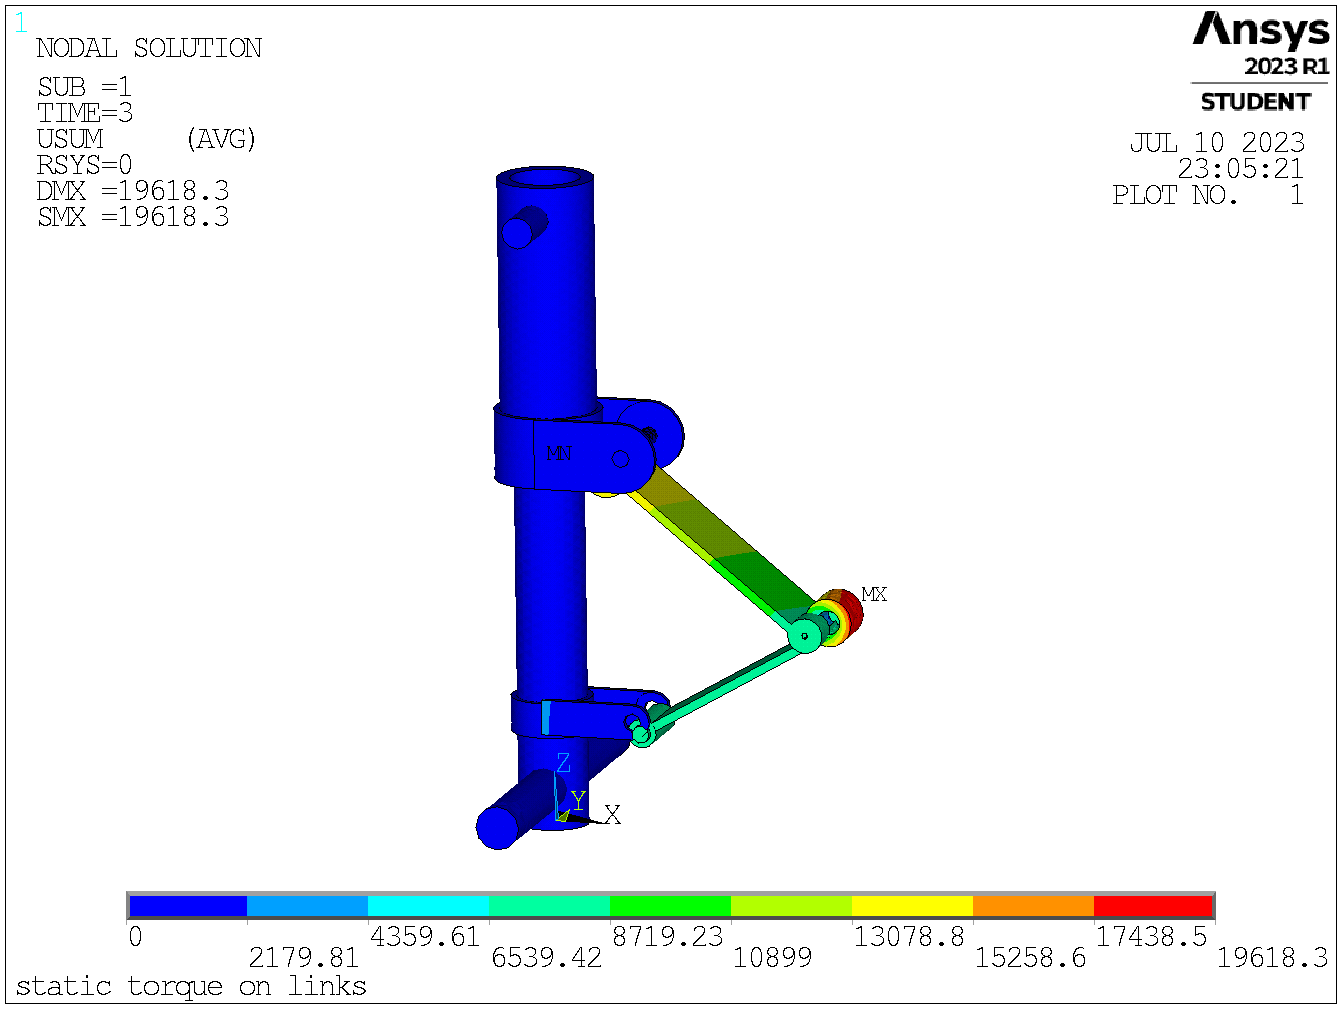 1
NODAL SOLUTION
SUB =1
TIME=3
USUM (AVG)
RSYS=0
DMX =19618.3
SMX =19618.3
Ansys
2023 R1
STUDENT
JUL 10 2023
23:05:21
PLOT NO. 1
MN
MX
Z
Y
X
0
2179.81
4359.61
6539.42
8719.23
10899
13078.8
15258.6
17438.5
19618.3
static torque on links